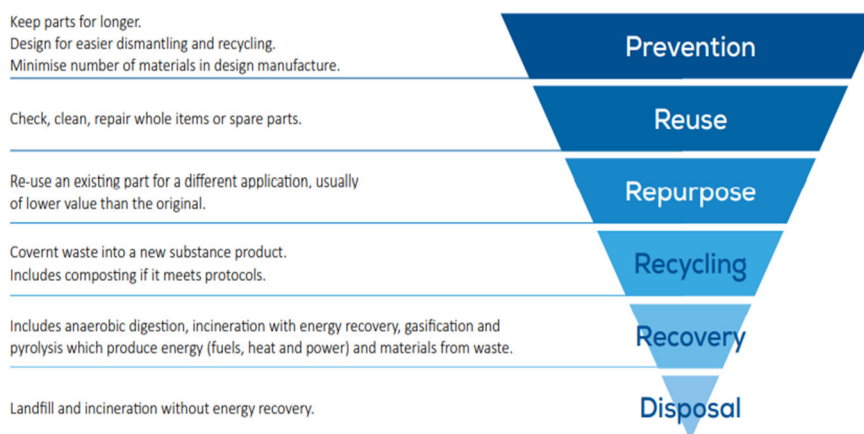 Keep parts for longer.
Design for easier dismantling and recycling.
Minimise number of materials in design manufacture.
Prevention
Check, clean, repair whole items or spare parts.
Reuse
Re-use an existing part for a different application, usually
of lower value than the original.
Repurpose
Covernt waste into a new substance product.
Includes composting if it meets protocols.
Recycling
Includes anaerobic digestion, incineration with energy recovery, gasification and
pyrolysis which produce energy (fuels, heat and power) and materials from waste.
Recovery
Landfill and incineration without energy recovery.
Disposal